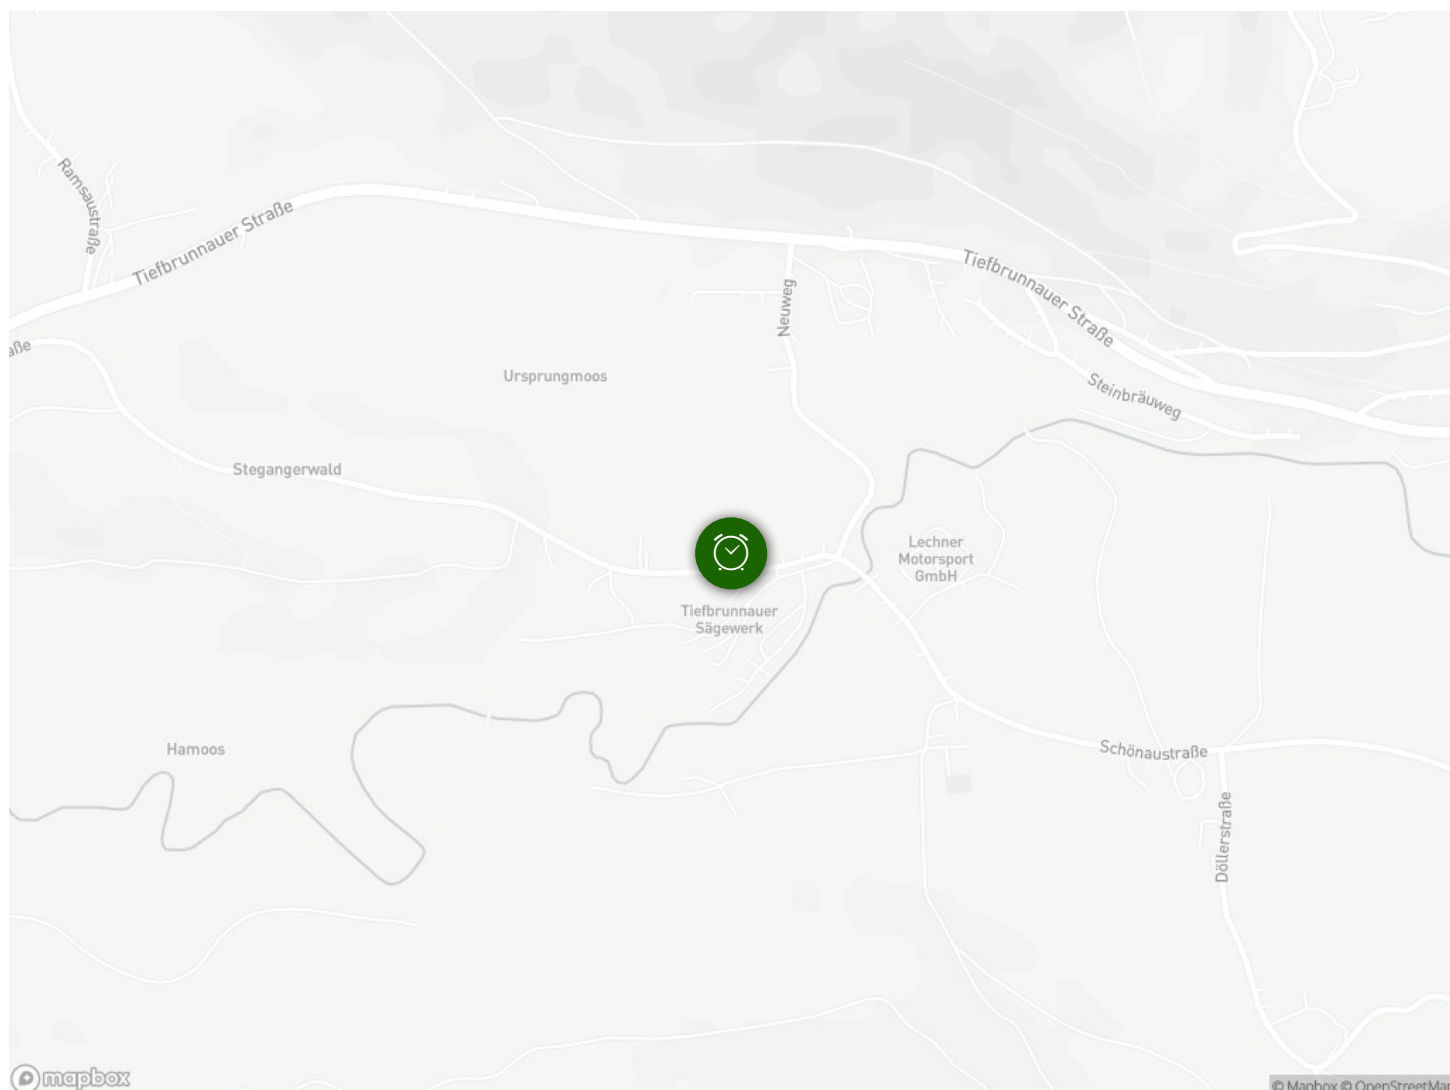 Ramsaustraße
Tiefbrunnauer Straße
Tiefbrunnauer Straße
Neuweg
aße
Ursprungmoos
Steinbräuweg
Stegangerwald
Lechner
Motorsport
GmbH
Tiefbrunnauer
Sägewerk
Hamoos
Schönaustraße
Döllerstraße
mapbox
© Mapbox © OpenStreetMap